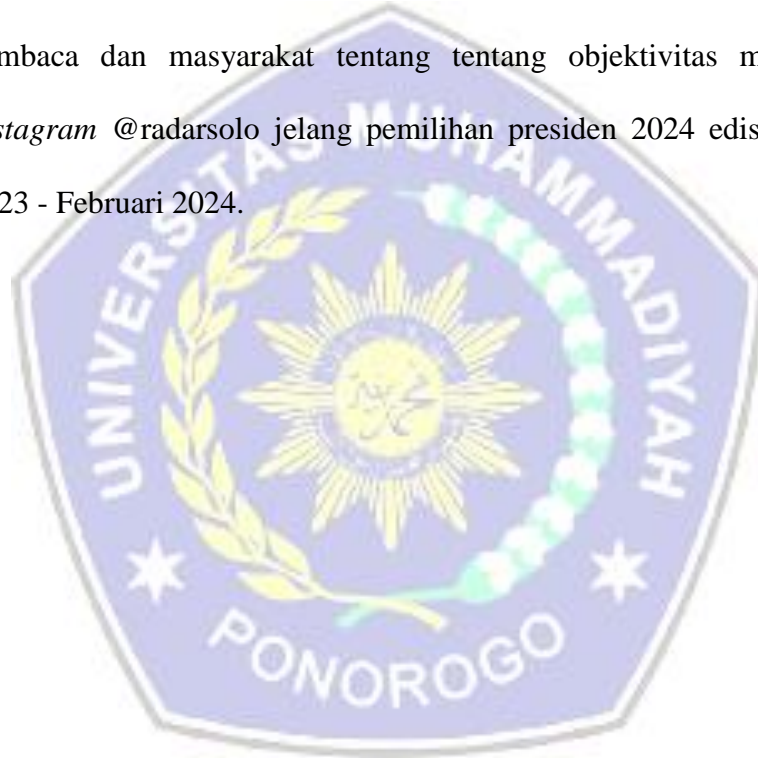 mbaca dan masyarakat tentang tentang objektivitas m
stagram @radarsolo jelang pemilihan presiden 2024 edis
23 - Februari 2024.
UNIVERSITAS MUHAMMADIYAH
PONOROGO